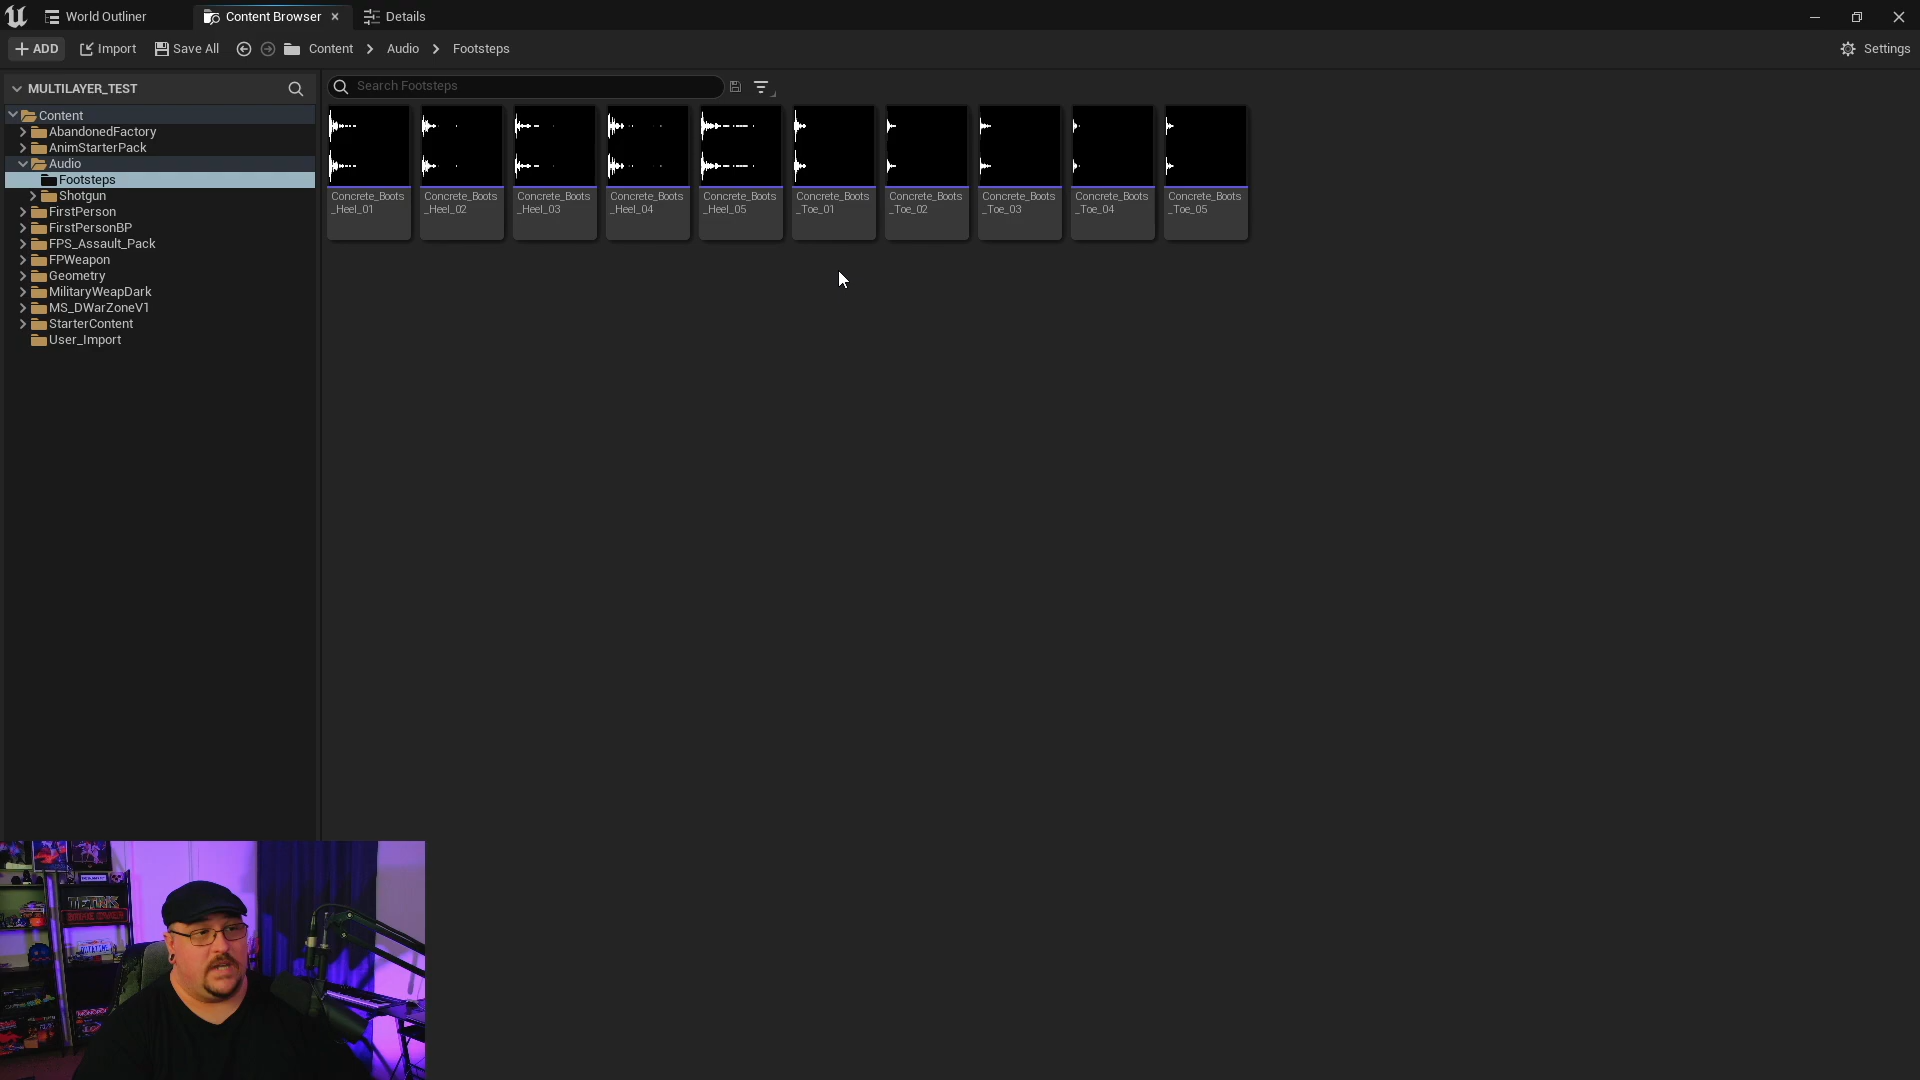 World Outliner
Content Browser
Details
ADD
Import
Save All
Content
Audio
Footsteps
Settings
MULTILAYER_TEST
Search Footsteps
Content
AbandonedFactory
AnimStarterPack
Audio
Footsteps
Shotgun
FirstPerson
FirstPersonBP
FPS_Assault_Pack
FPWeapon
Geometry
MilitaryWeapDark
MS_DWarZoneV1
StarterContent
User_Import
Concrete_Boots
_Heel_01
Concrete_Boots
_Heel_02
Concrete_Boots
_Heel_03
Concrete_Boots
_Heel_04
Concrete_Boots
_Heel_05
Concrete_Boots
_Toe_01
Concrete_Boots
_Toe_02
Concrete_Boots
_Toe_03
Concrete_Boots
_Toe_04
Concrete_Boots
_Toe_05
TETRIS